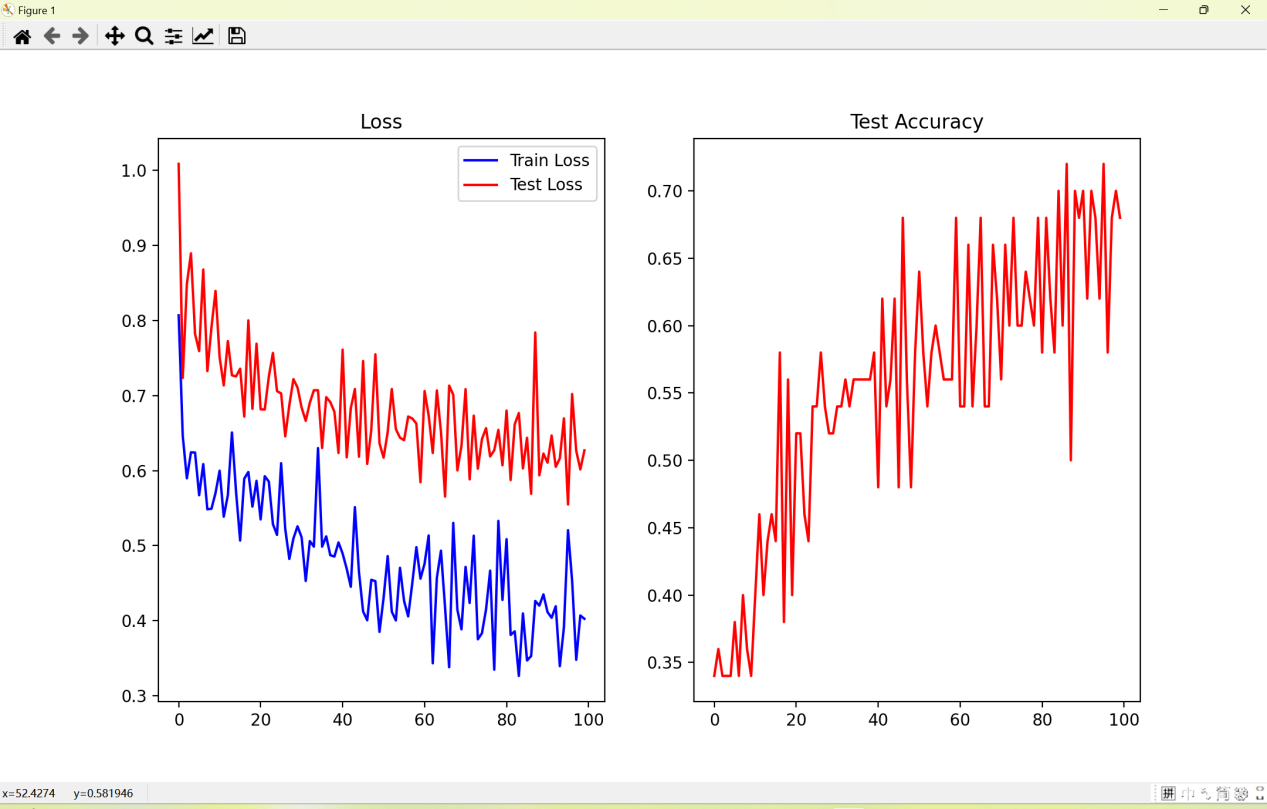 Figure 1
Loss
Test Accuracy
Train Loss
Test Loss
1.0
0.9
0.8
0.7
0.6
0.5
0.4
0.3
0 20 40 60 80 100
0.70
0.65
0.60
0.55
0.50
0.45
0.40
0.35
0 20 40 60 80 100
x=52.4274 y=0.581946
拼 中 简